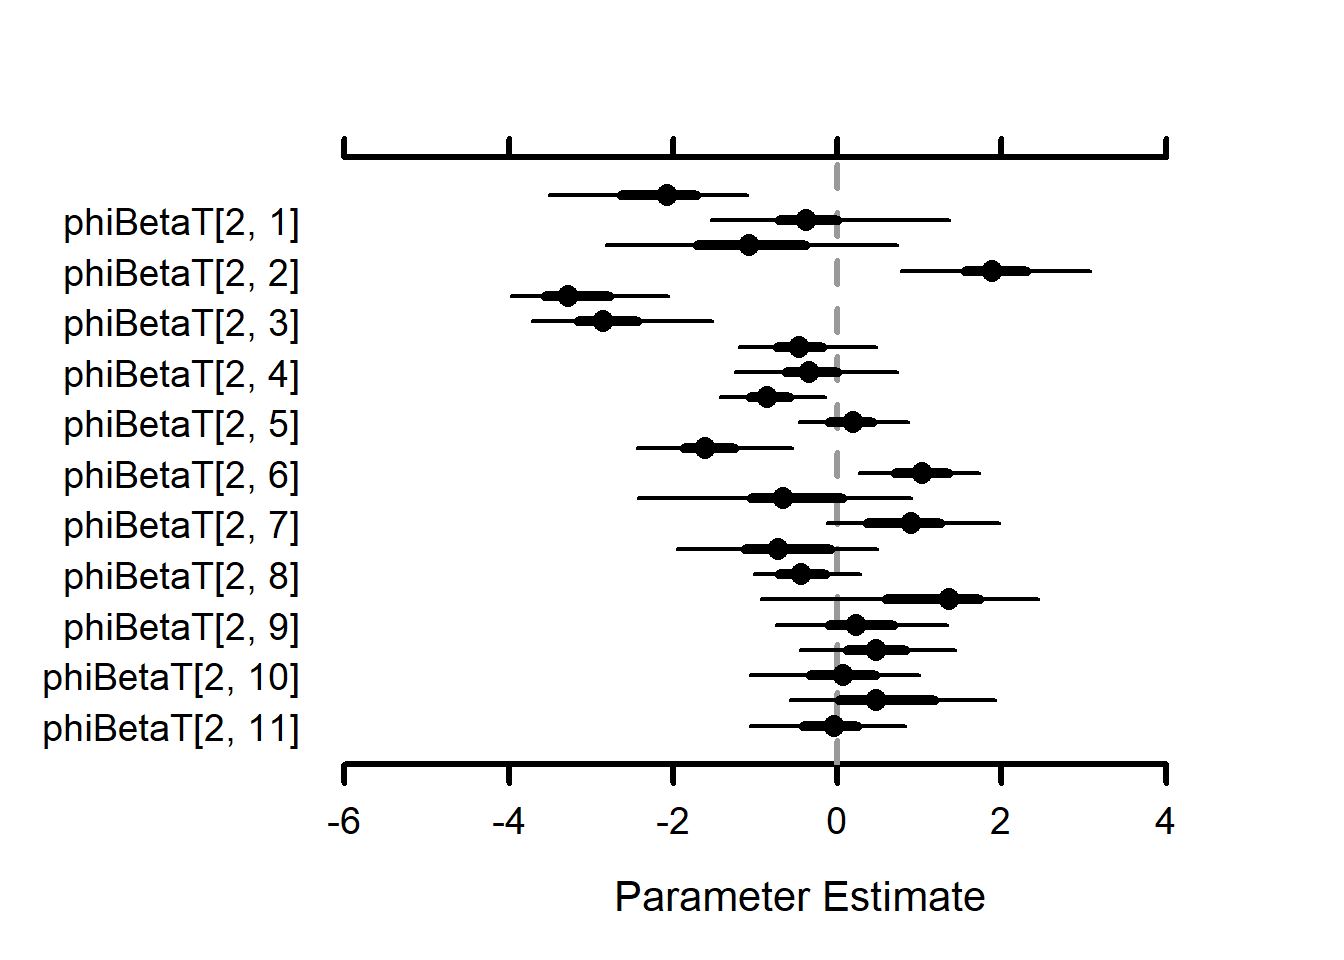 phiBetaT[2, 1]
phiBetaT[2, 2]
phiBetaT[2, 3]
phiBetaT[2, 4]
phiBetaT[2, 5]
phiBetaT[2, 6]
phiBetaT[2, 7]
phiBetaT[2, 8]
phiBetaT[2, 9]
phiBetaT[2, 10]
phiBetaT[2, 11]
-6 -4 -2 0 2 4
Parameter Estimate